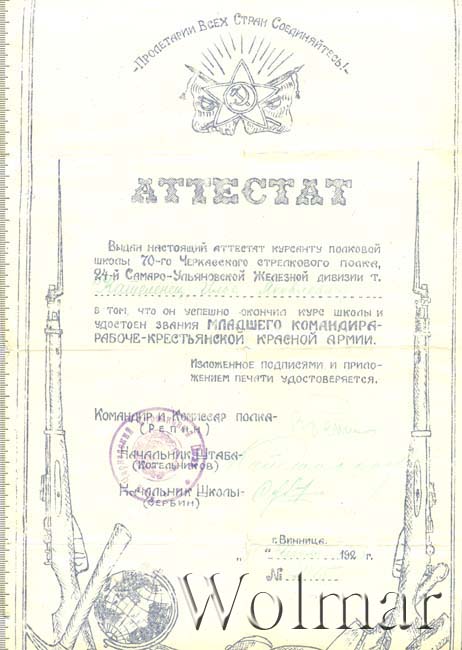 -Пролетарии Всех Стран Соединяйтесь!-
АТТЕСТАТ
Выдан настоящий аттестат курсанту полковой
школы 70-го Черкасского стрелкового полка,
24-й Самаро-Ульяновской Железной дивизии т.
в том, что он успешно окончил курс школы и
удостоен звания МЛАДШЕГО КОМАНДИРА-
РАБОЧЕ-КРЕСТЬЯНСКОЙ КРАСНОЙ АРМИИ.
Изложенное подписями и прило-
жением печати удостоверяется.
Командир и Комиссар полка-
(Репин)
Начальник Штаба-
(Котельников)
Начальник Школы-
(Сербин)
г. Винница.
„ “ 192 г.
№
Wolmar